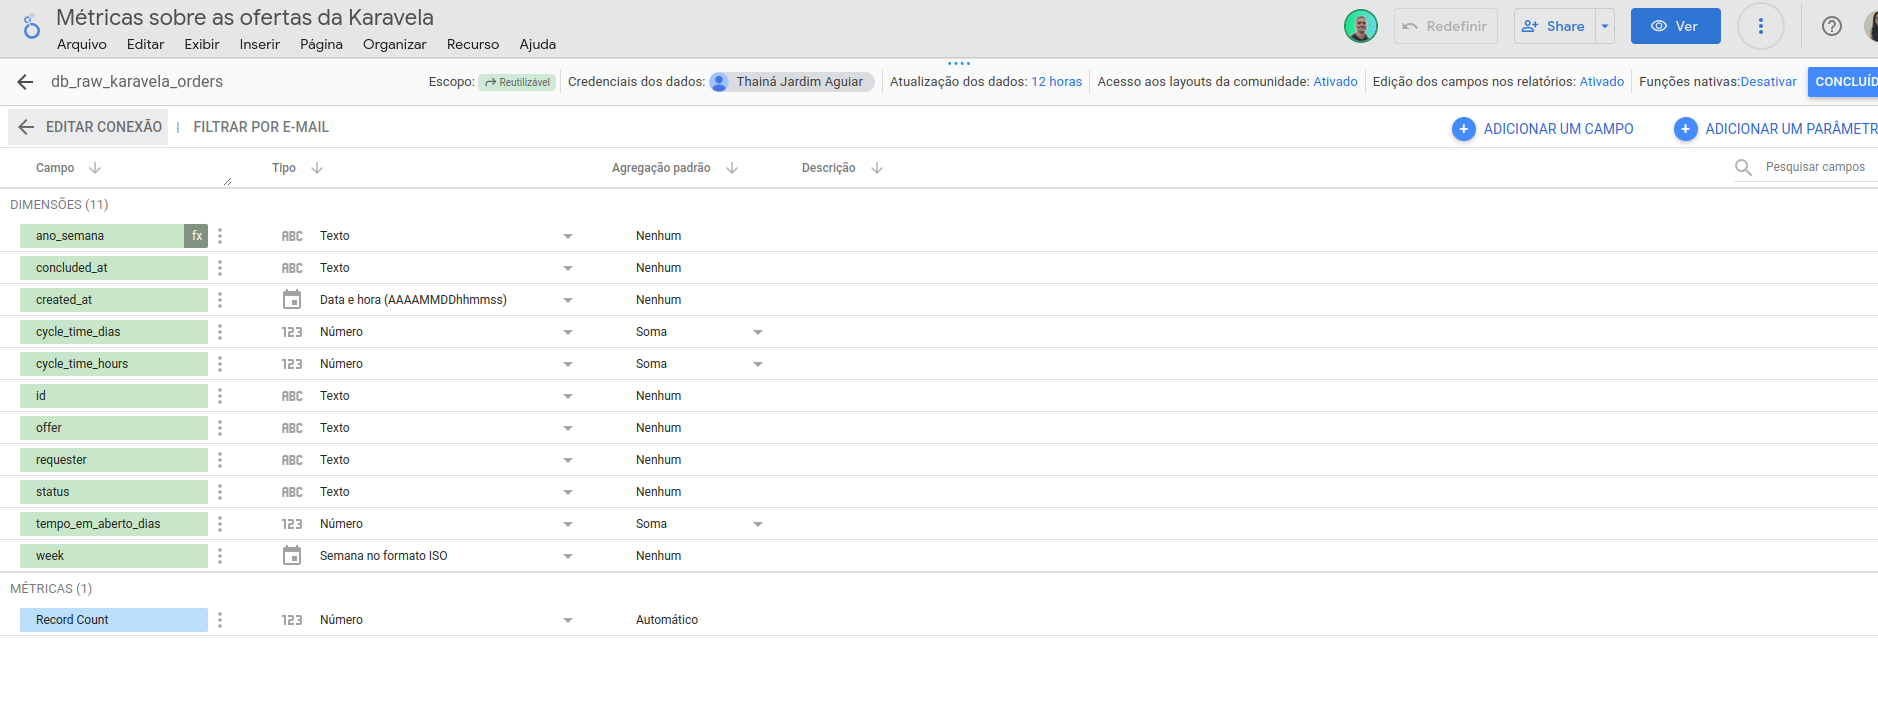 Métricas sobre as ofertas da Karavela
Arquivo Editar Exibir Inserir Página Organizar Recurso Ajuda
Redefinir Share Ver
db_raw_karavela_orders
Escopo: Reutilizável Credenciais dos dados: Thainá Jardim Aguiar Atualização dos dados: 12 horas Acesso aos layouts da comunidade: Ativado Edição dos campos nos relatórios: Ativado Funções nativas:Desativar CONCLUÍD
EDITAR CONEXÃO | FILTRAR POR E-MAIL
ADICIONAR UM CAMPO ADICIONAR UM PARÂMETR
Campo Tipo Agregação padrão Descrição Pesquisar campos
DIMENSÕES (11)
ano_semana fx ABC Texto Nenhum
concluded_at ABC Texto Nenhum
created_at Data e hora (AAAAMMDDhhmmss) Nenhum
cycle_time_dias 123 Número Soma
cycle_time_hours 123 Número Soma
id ABC Texto Nenhum
offer ABC Texto Nenhum
requester ABC Texto Nenhum
status ABC Texto Nenhum
tempo_em_aberto_dias 123 Número Soma
week Semana no formato ISO Nenhum
MÉTRICAS (1)
Record Count 123 Número Automático